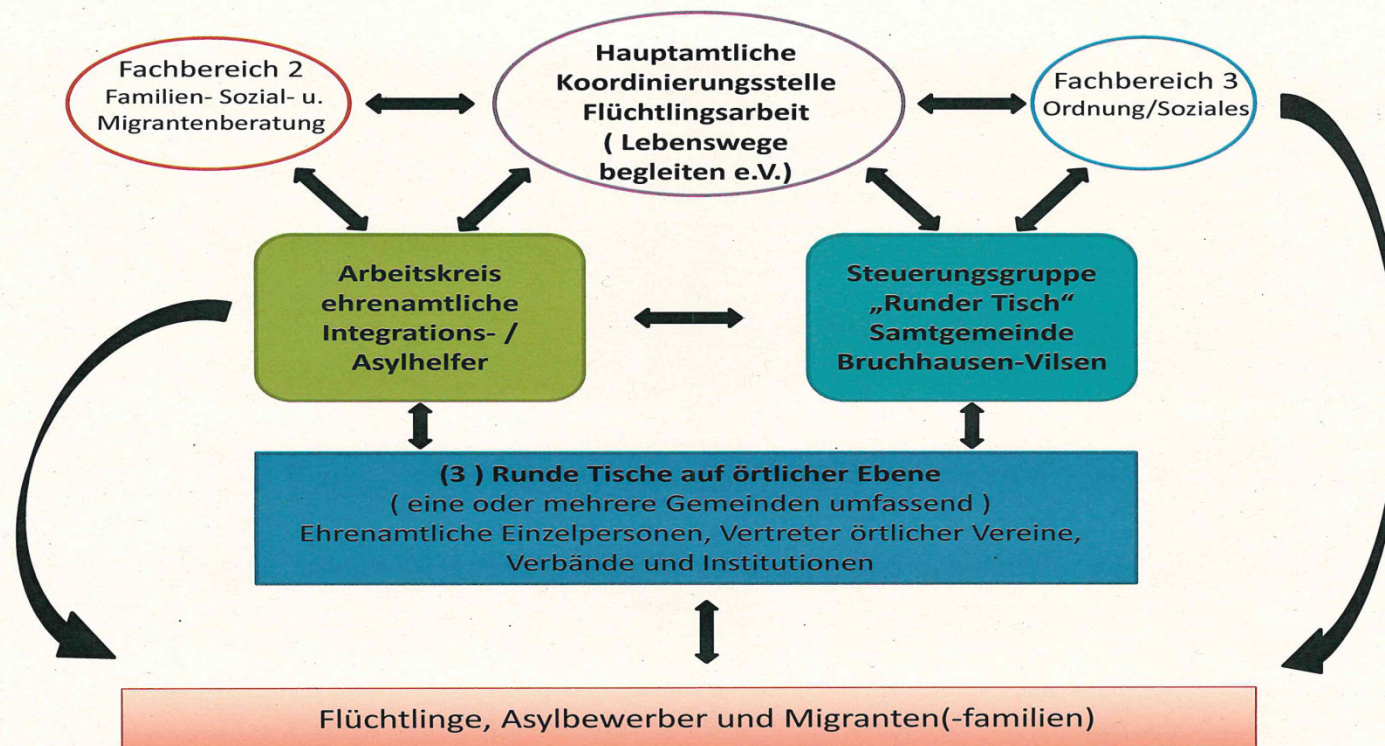 Fachbereich 2
Familien- Sozial- u.
Migrantenberatung
Hauptamtliche
Koordinierungsstelle
Flüchtlingsarbeit
( Lebenswege
begleiten e.V.)
Fachbereich 3
Ordnung/Soziales
Arbeitskreis
ehrenamtliche
Integrations- /
Asylhelfer
Steuerungsgruppe
„Runder Tisch“
Samtgemeinde
Bruchhausen-Vilsen
(3 ) Runde Tische auf örtlicher Ebene
( eine oder mehrere Gemeinden umfassend )
Ehrenamtliche Einzelpersonen, Vertreter örtlicher Vereine,
Verbände und Institutionen
Flüchtlinge, Asylbewerber und Migranten(-familien)